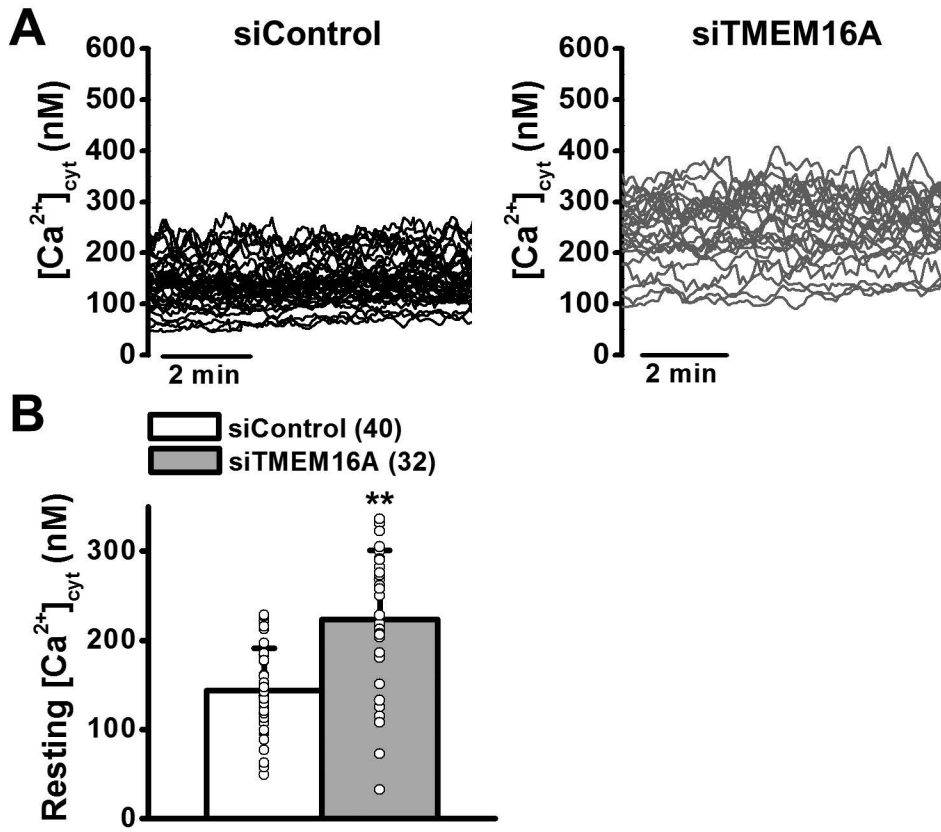 A
siControl
600
500
400
300
200
100
0
[Ca²⁺]cyt (nM)
2 min
siTMEM16A
600
500
400
300
200
100
0
[Ca²⁺]cyt (nM)
2 min
B
siControl (40)
siTMEM16A (32)
**
300
200
100
0
Resting [Ca²⁺]cyt (nM)